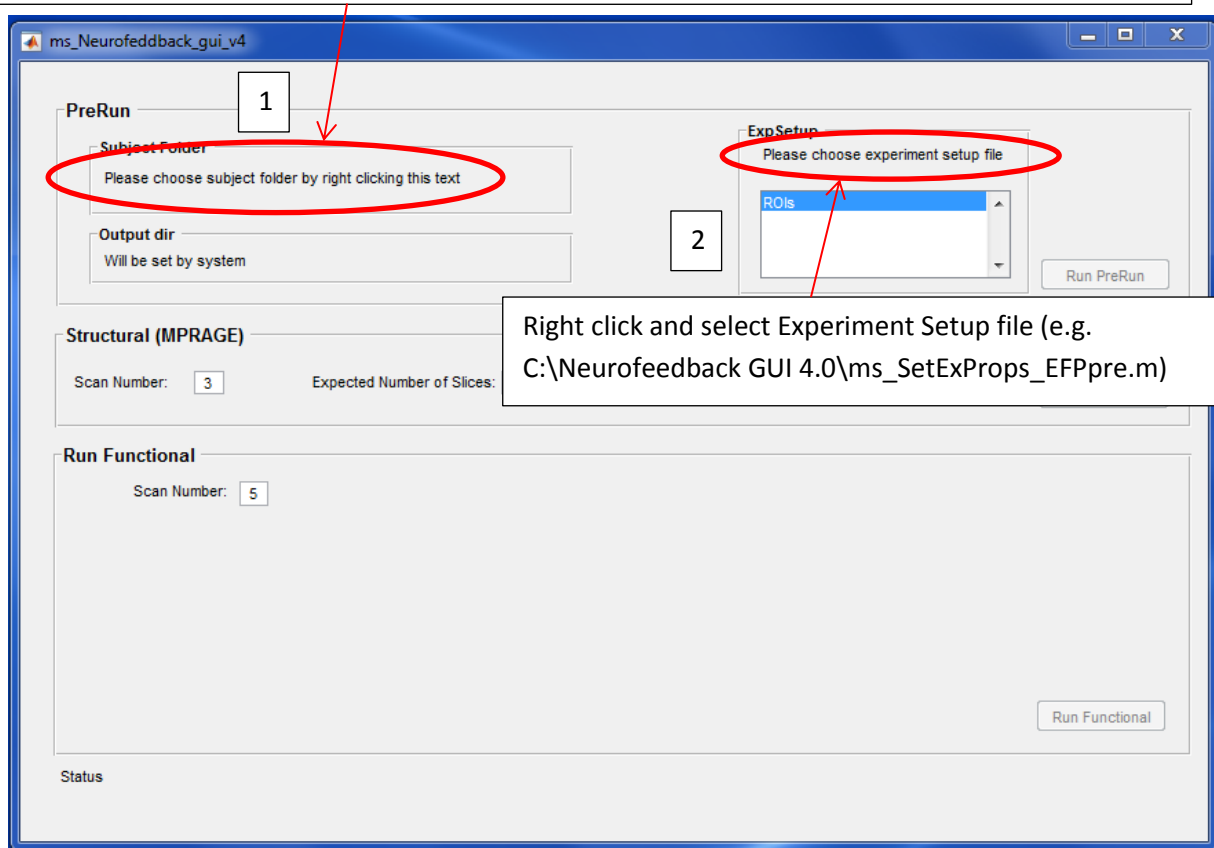 ms_Neurofeddback_gui_v4
1
PreRun
Subject Folder
Please choose subject folder by right clicking this text
Output dir
Will be set by system
ExpSetup
Please choose experiment setup file
ROIs
2
Run PreRun
Right click and select Experiment Setup file (e.g.
C:\Neurofeedback GUI 4.0\ms_SetExProps_EFPpre.m)
Structural (MPRAGE)
Scan Number: 3 Expected Number of Slices:
Run Functional
Scan Number: 5
Run Functional
Status